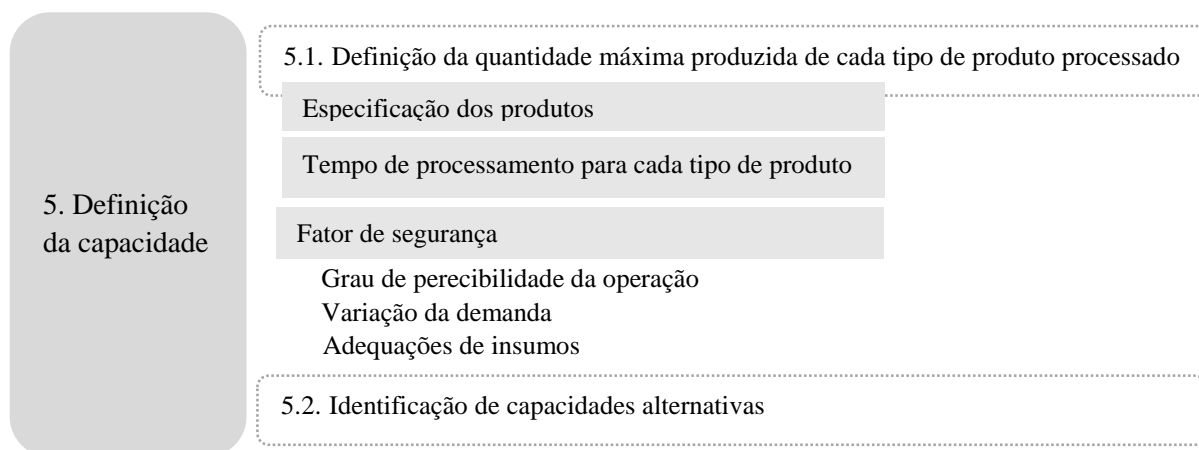 5. Definição
da capacidade
5.1. Definição da quantidade máxima produzida de cada tipo de produto processado
Especificação dos produtos
Tempo de processamento para cada tipo de produto
Fator de segurança
Grau de perecibilidade da operação
Variação da demanda
Adequações de insumos
5.2. Identificação de capacidades alternativas